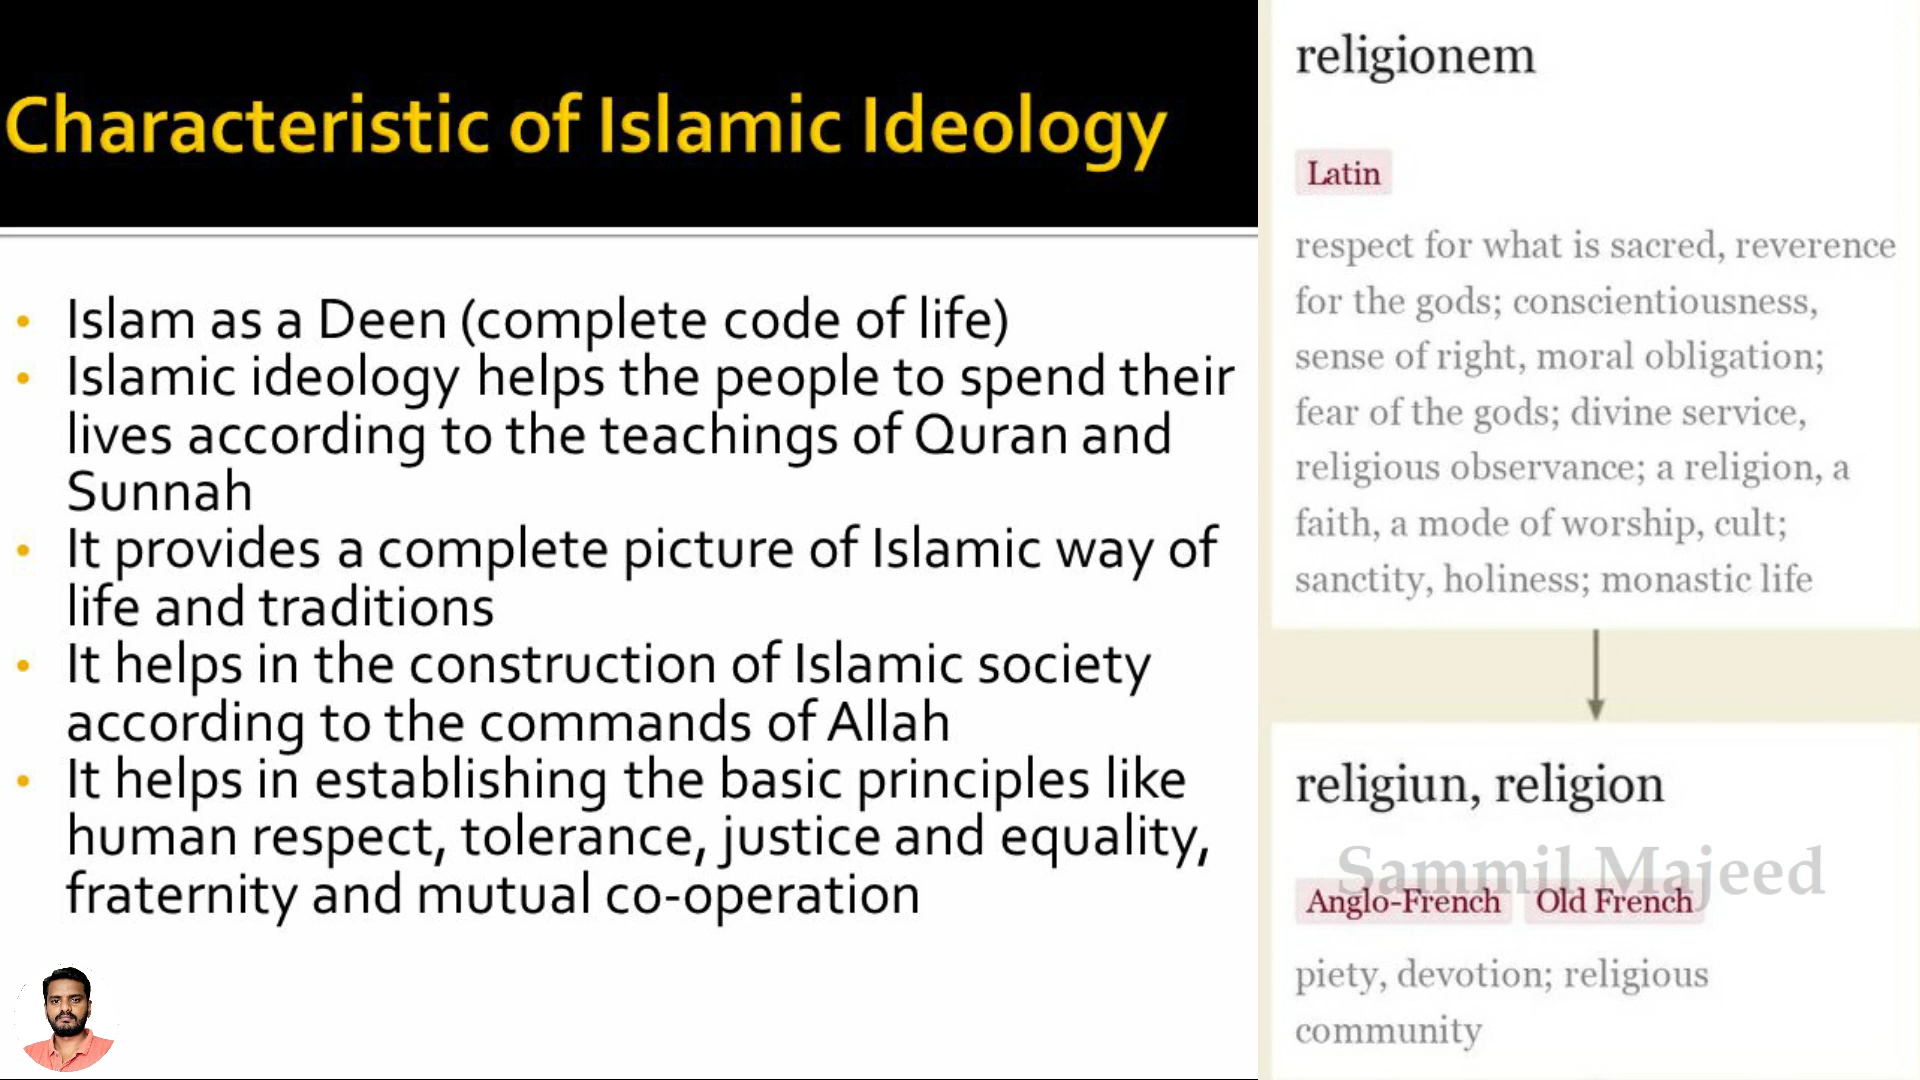 Characteristic of Islamic Ideology
• Islam as a Deen (complete code of life)
• Islamic ideology helps the people to spend their
lives according to the teachings of Quran and
Sunnah
• It provides a complete picture of Islamic way of
life and traditions
• It helps in the construction of Islamic society
according to the commands of Allah
• It helps in establishing the basic principles like
human respect, tolerance, justice and equality,
fraternity and mutual co-operation
religionem
Latin
respect for what is sacred, reverence
for the gods; conscientiousness,
sense of right, moral obligation;
fear of the gods; divine service,
religious observance; a religion, a
faith, a mode of worship, cult;
sanctity, holiness; monastic life
religiun, religion
Sammil Majeed
Anglo-French Old French
piety, devotion; religious
community